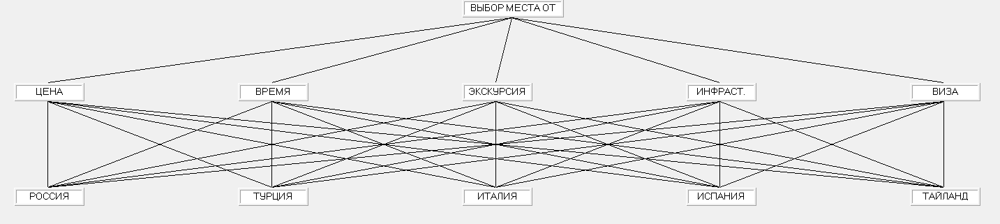 ВЫБОР МЕСТА ОТ
ЦЕНА
ВРЕМЯ
ЭКСКУРСИЯ
ИНФРАСТ.
ВИЗА
РОССИЯ
ТУРЦИЯ
ИТАЛИЯ
ИСПАНИЯ
ТАЙЛАНД